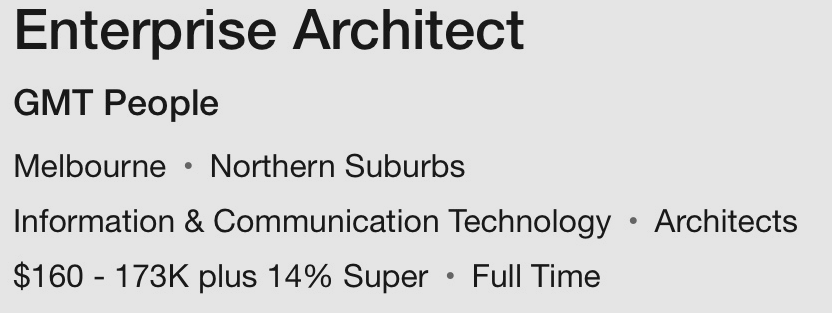 Enterprise Architect
GMT People
Melbourne • Northern Suburbs
Information & Communication Technology • Architects
$160 - 173K plus 14% Super • Full Time